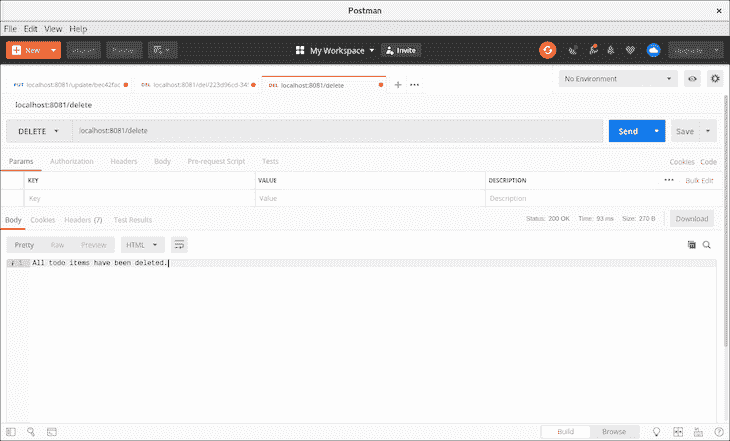 Postman
File Edit View Help
New
My Workspace
Invite
PUT localhost:8081/update/bec42fac
DEL localhost:8081/del/223d96cd-34
DEL localhost:8081/delete
No Environment
localhost:8081/delete
DELETE localhost:8081/delete Send Save
Params Authorization Headers Body Pre-request Script Tests Cookies Code
KEY VALUE DESCRIPTION Bulk Edit
Key Value Description
Body Cookies Headers (7) Test Results Status: 200 OK Time: 93 ms Size: 270 B Download
Pretty Raw Preview HTML
i 1 All todo items have been deleted.
Build Browse